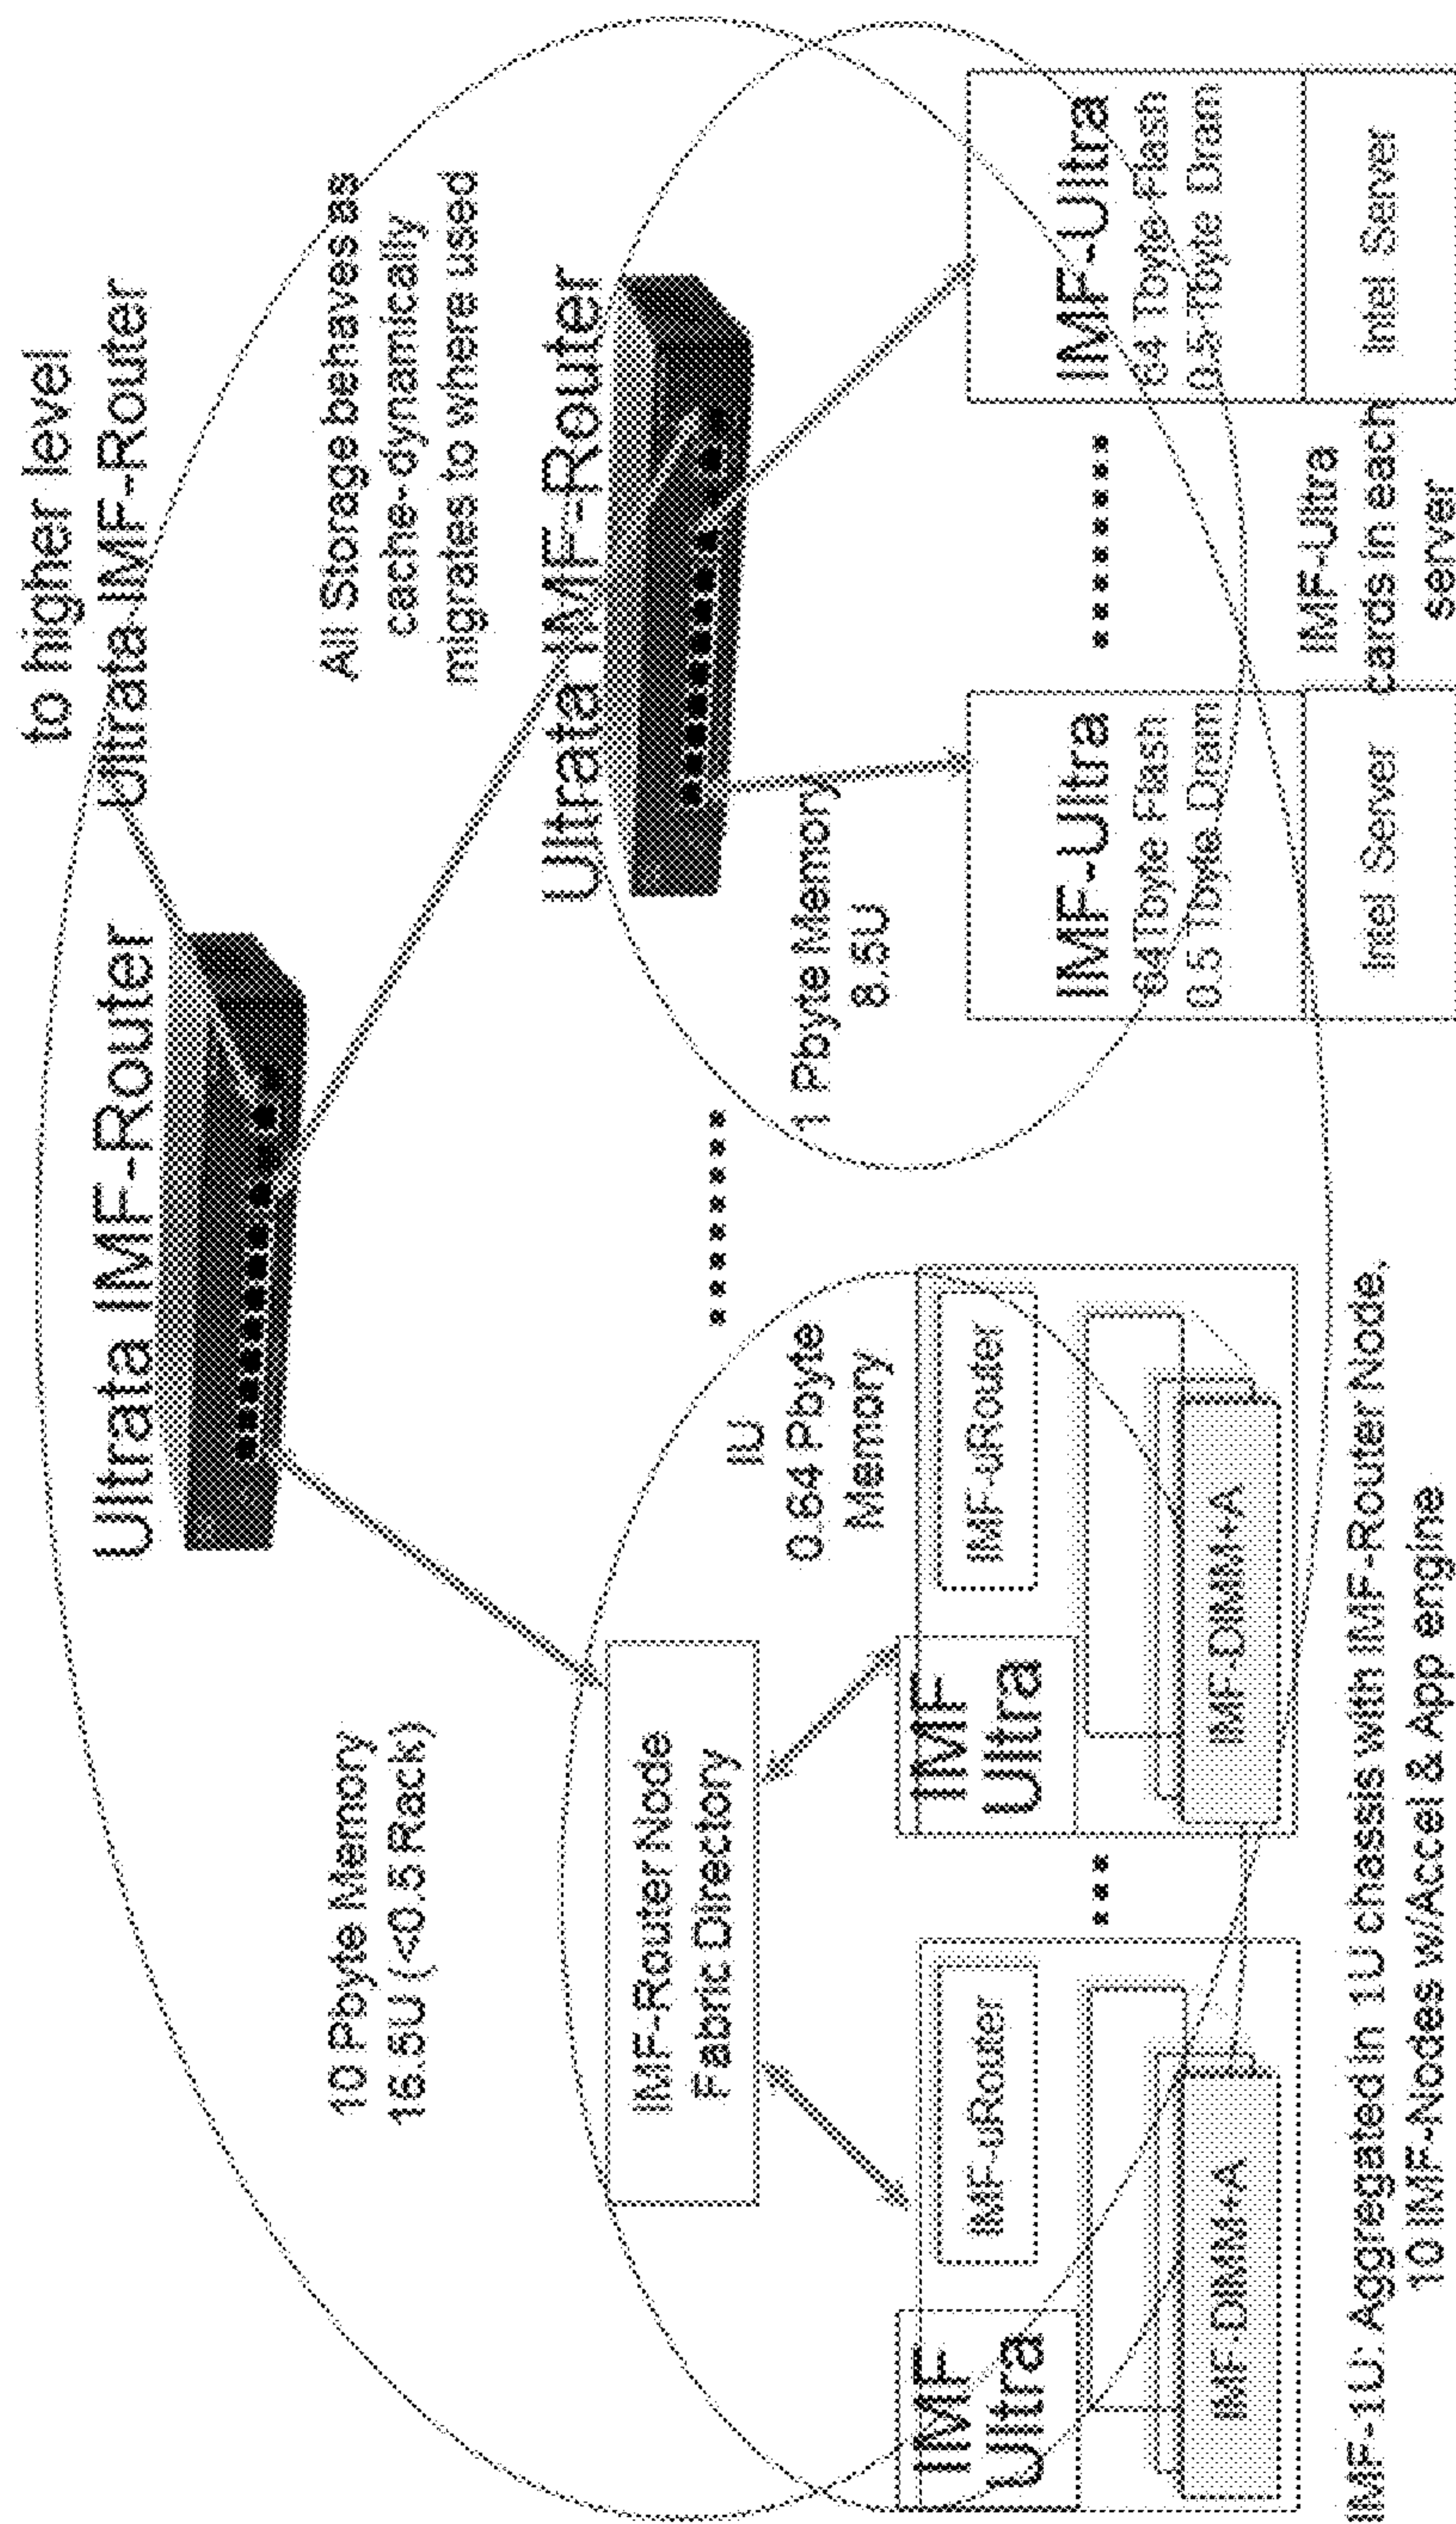 to higher level
Ultrata IMF-Router
Ultrata IMF-Router
All Storage behaves as
cache- dynamically
migrates to where used
10 Pbyte Memory
16.5U (<0.5 Rack)
Ultrata IMF-Router
IMF-Router Node
Fabric Directory
1U
0.64 Pbyte
Memory
1 Pbyte Memory
8.5U
IMF
Ultra
IMF-uRouter
IMF-DIMM+A
IMF
Ultra
IMF-uRouter
IMF-DIMM+A
IMF-Ultra
64Tbyte Flash
0.5 Tbyte Dram
Intel Server
IMF-Ultra
64 Tbyte Flash
0.5 Tbyte Dram
Intel Server
IMF-Ultra
cards in each
server
IMF-1U: Aggregated in 1U chassis with IMF-Router Node,
10 IMF-Nodes w/Accel & App engine